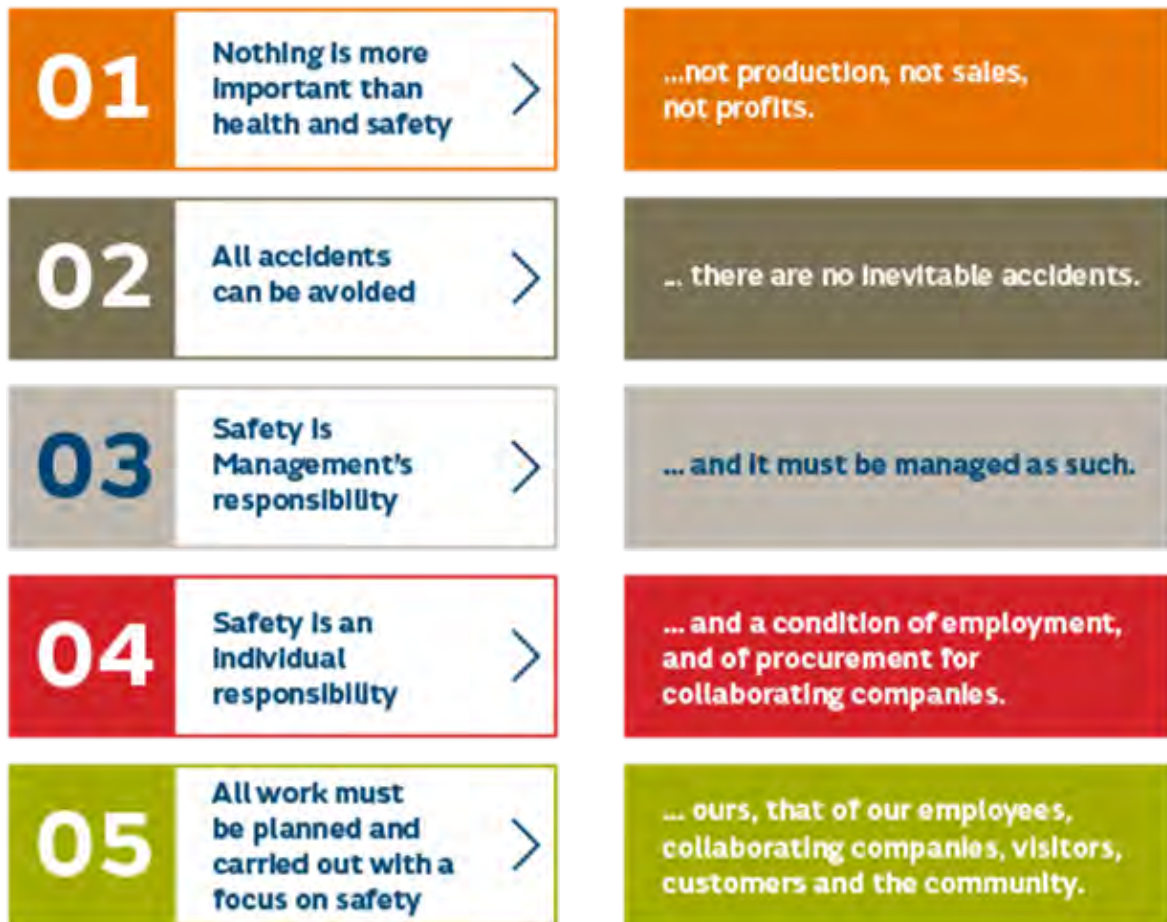 01
Nothing is more
important than
health and safety
...not production, not sales,
not profits.
02
All accidents
can be avoided
... there are no inevitable accidents.
03
Safety is
Management's
responsibility
... and it must be managed as such.
04
Safety is an
individual
responsibility
... and a condition of employment,
and of procurement for
collaborating companies.
05
All work must
be planned and
carried out with a
focus on safety
... ours, that of our employees,
collaborating companies, visitors,
customers and the community.